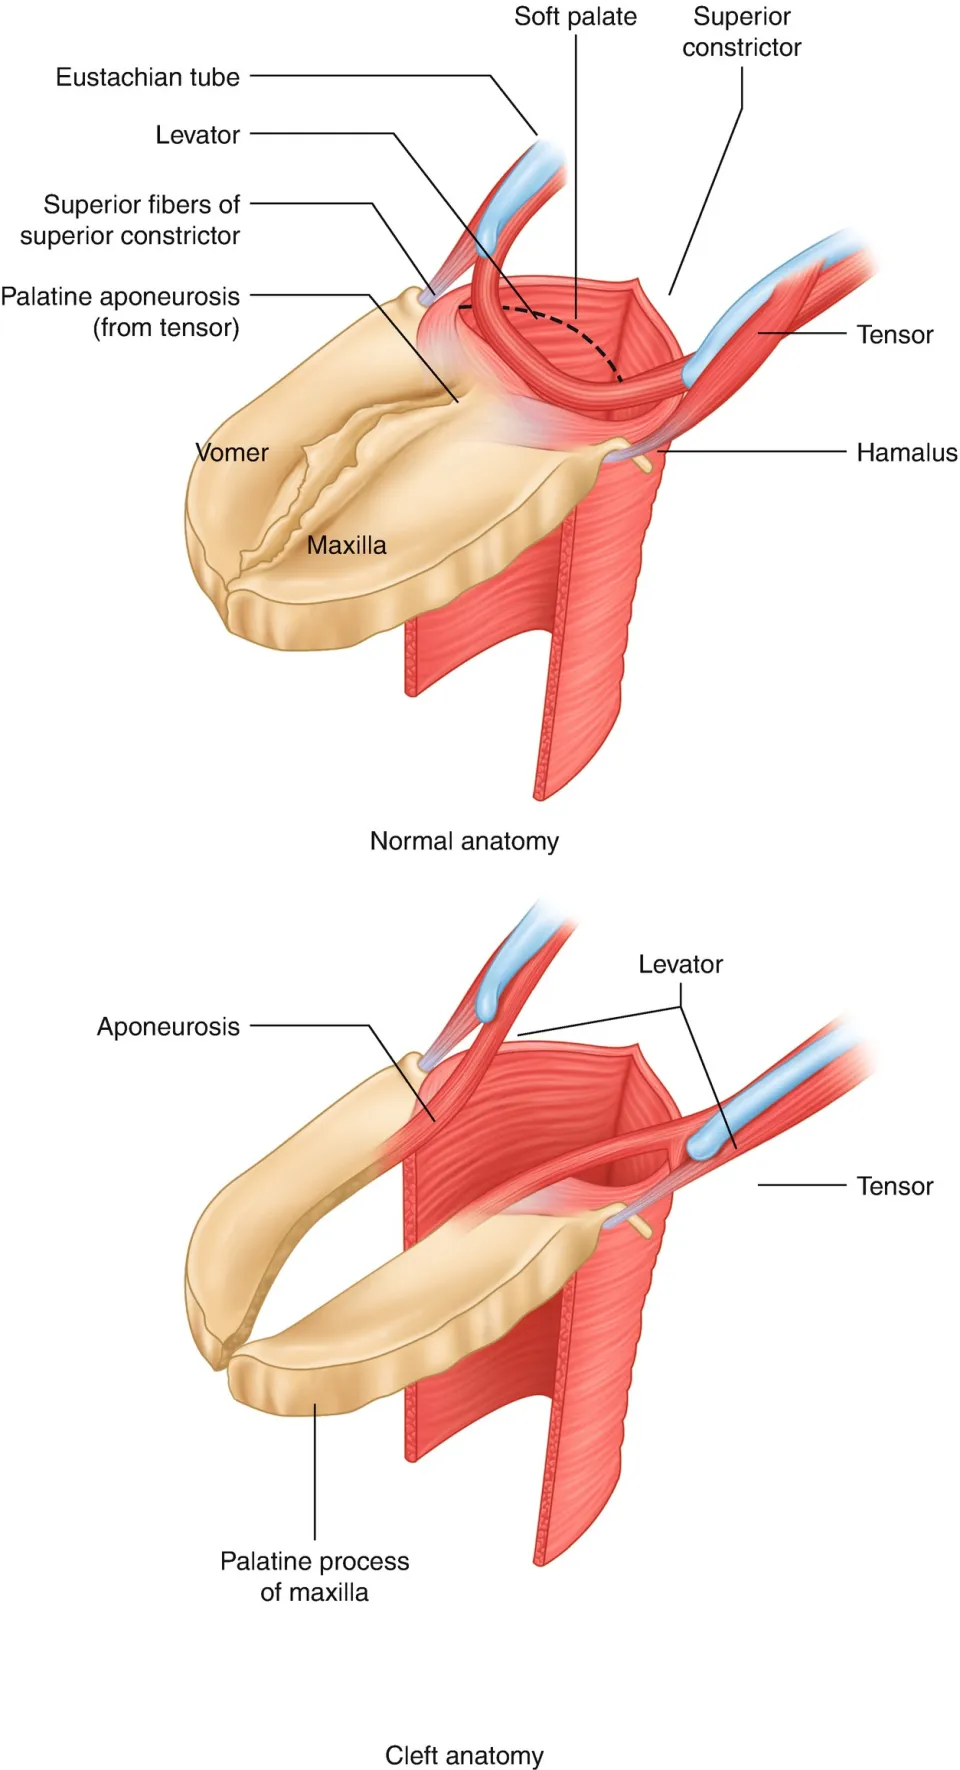 Soft palate
Superior
constrictor
Eustachian tube
Levator
Superior fibers of
superior constrictor
Palatine aponeurosis
(from tensor)
Tensor
Vomer
Hamalus
Maxilla
Normal anatomy
Levator
Aponeurosis
Tensor
Palatine process
of maxilla
Cleft anatomy